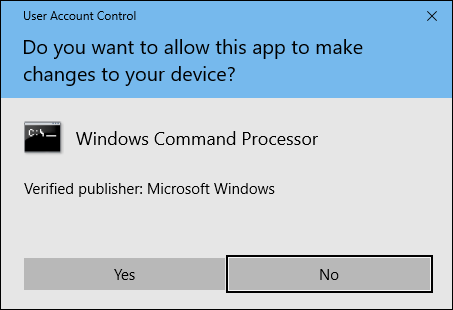 User Account Control
Do you want to allow this app to make
changes to your device?
C:\_
Windows Command Processor
Verified publisher: Microsoft Windows
Yes
No